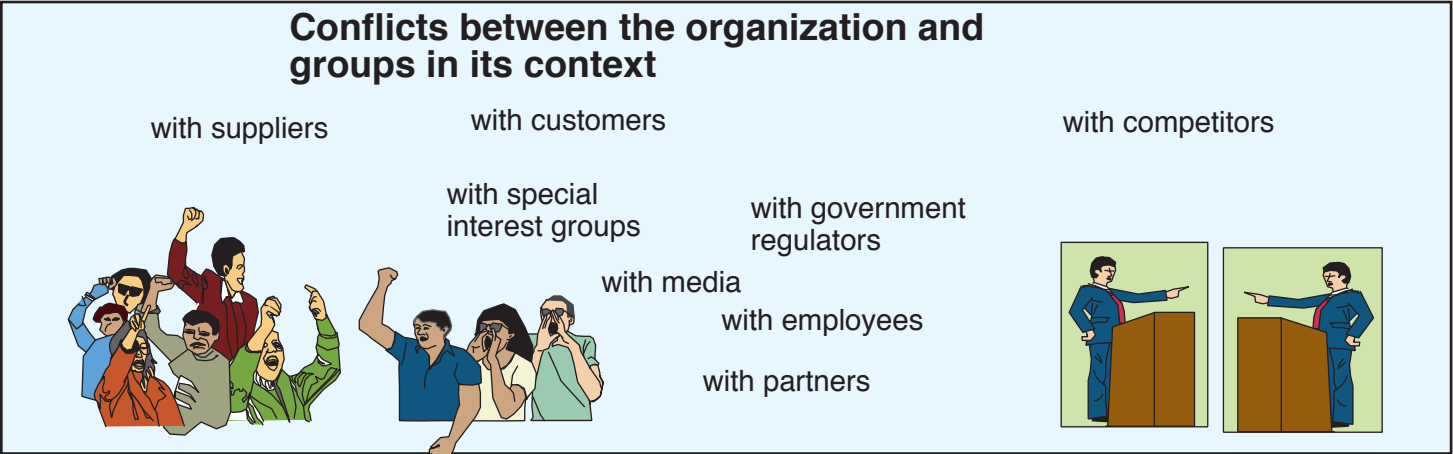 Conflicts between the organization and
groups in its context
with suppliers
with customers
with competitors
with special
interest groups
with government
regulators
with media
with employees
with partners